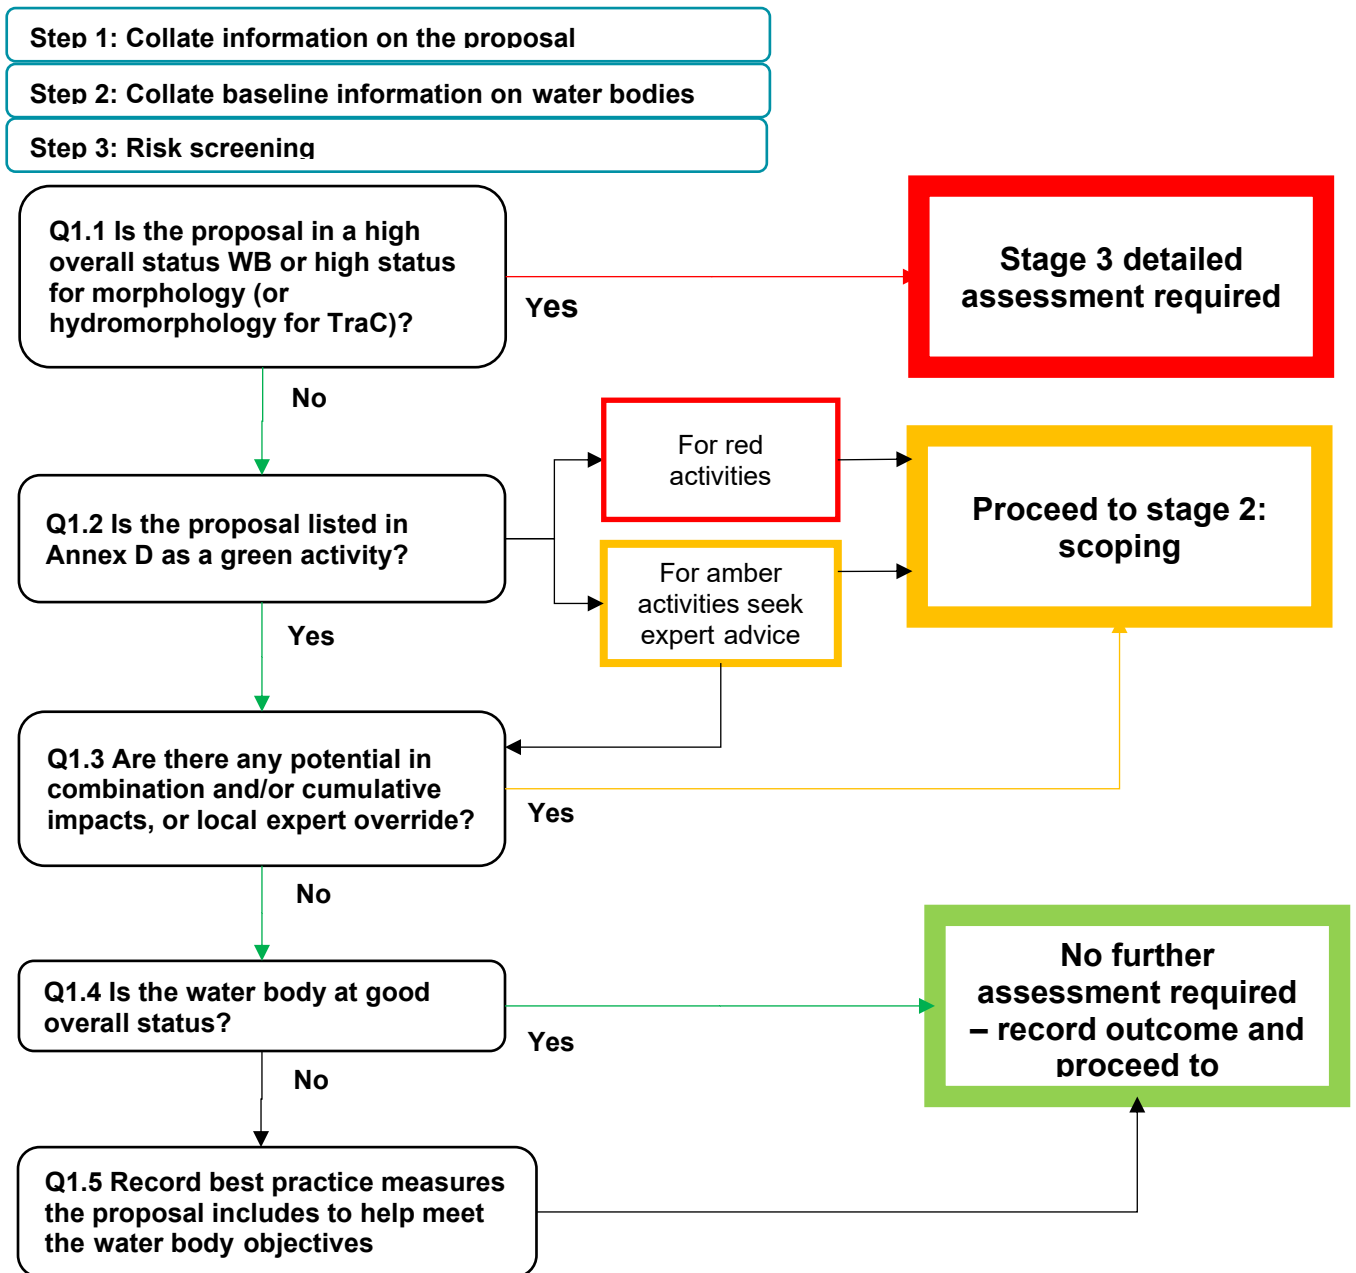 Step 1: Collate information on the proposal
Step 2: Collate baseline information on water bodies
Step 3: Risk screening
Q1.1 Is the proposal in a high
overall status WB or high status
for morphology (or
hydromorphology for TraC)?
Yes
Stage 3 detailed
assessment required
No
For red
activities
Proceed to stage 2:
scoping
Q1.2 Is the proposal listed in
Annex D as a green activity?
For amber
activities seek
expert advice
Yes
Q1.3 Are there any potential in
combination and/or cumulative
impacts, or local expert override?
Yes
No
No further
assessment required
– record outcome and
proceed to
Q1.4 Is the water body at good
overall status?
Yes
No
Q1.5 Record best practice measures
the proposal includes to help meet
the water body objectives